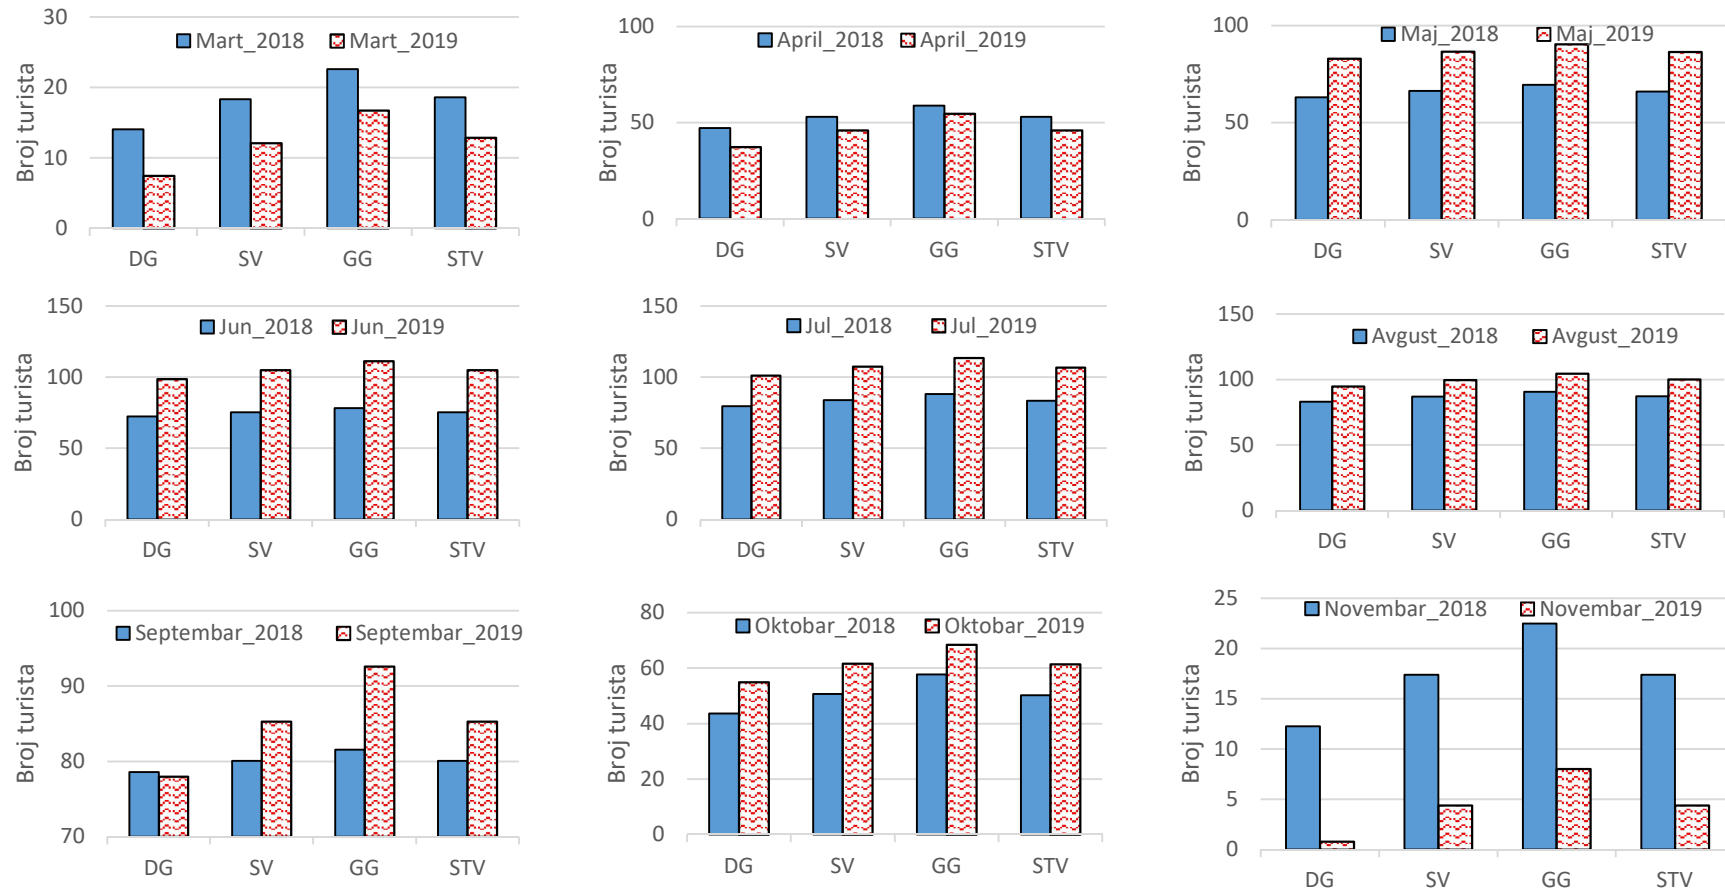 30
Mart_2018 Mart_2019
20
10
0
Broj turista
DG SV GG STV
100
April_2018 April_2019
50
0
Broj turista
DG SV GG STV
100
Maj_2018 Maj_2019
50
0
Broj turista
DG SV GG STV
150
Jun_2018 Jun_2019
100
50
0
Broj turista
DG SV GG STV
150
Jul_2018 Jul_2019
100
50
0
Broj turista
DG SV GG STV
150
Avgust_2018 Avgust_2019
100
50
0
Broj turista
DG SV GG STV
100
Septembar_2018 Septembar_2019
90
80
70
Broj turista
DG SV GG STV
80
Oktobar_2018 Oktobar_2019
60
40
20
0
Broj turista
DG SV GG STV
25
Novembar_2018 Novembar_2019
20
15
10
5
0
Broj turista
DG SV GG STV